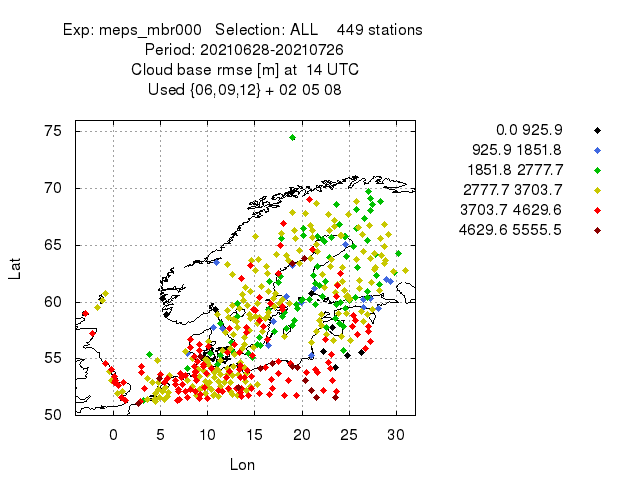 Exp: meps_mbr000 Selection: ALL 449 stations
Period: 20210628-20210726
Cloud base rmse [m] at 14 UTC
Used {06,09,12} + 02 05 08
0.0 925.9
925.9 1851.8
1851.8 2777.7
2777.7 3703.7
3703.7 4629.6
4629.6 5555.5
75
70
65
60
55
50
Lat
0 5 10 15 20 25 30
Lon